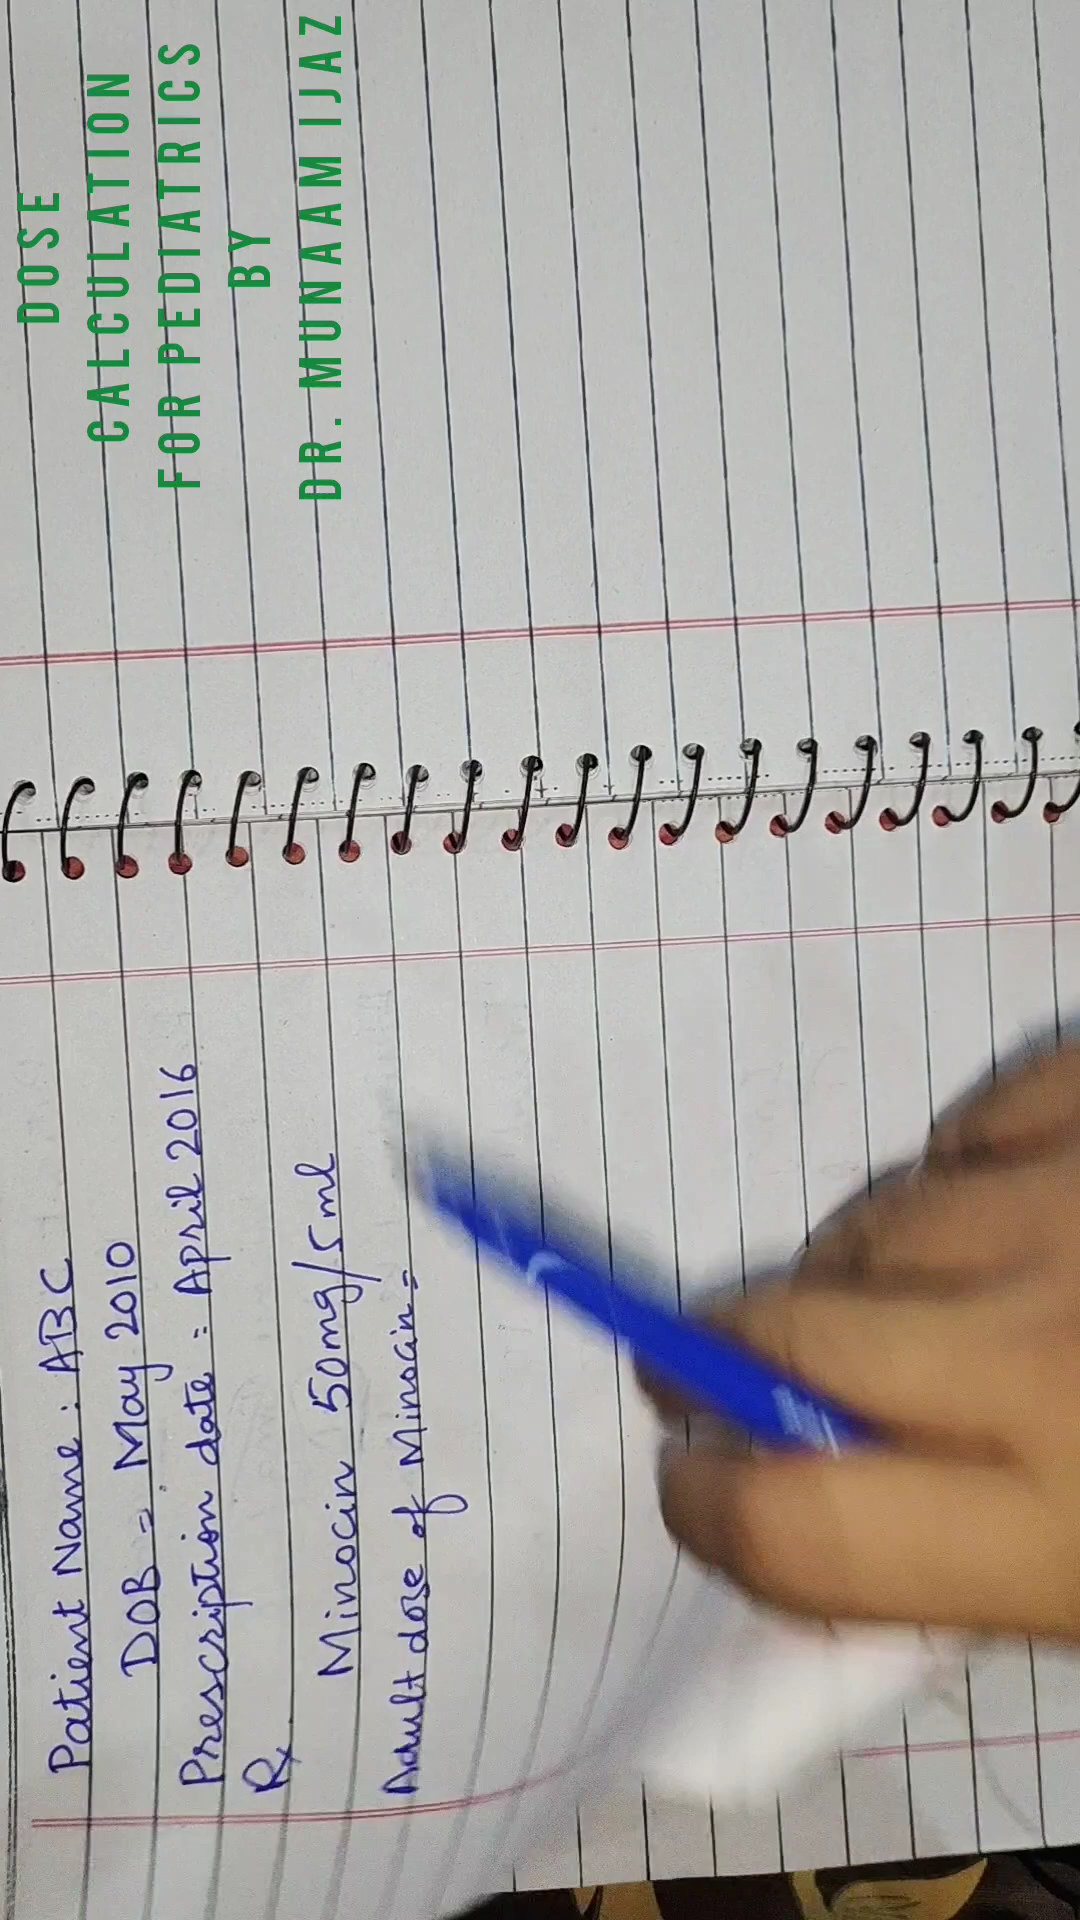 DOSE
CALCULATION
FOR PEDIATRICS
BY
DR. MUNAAM IJAZ
Patient Name : ABC
DOB = May 2010
Prescription date = April 2016
Rx
Minocin 50mg/5ml
Adult dose of Minocin =